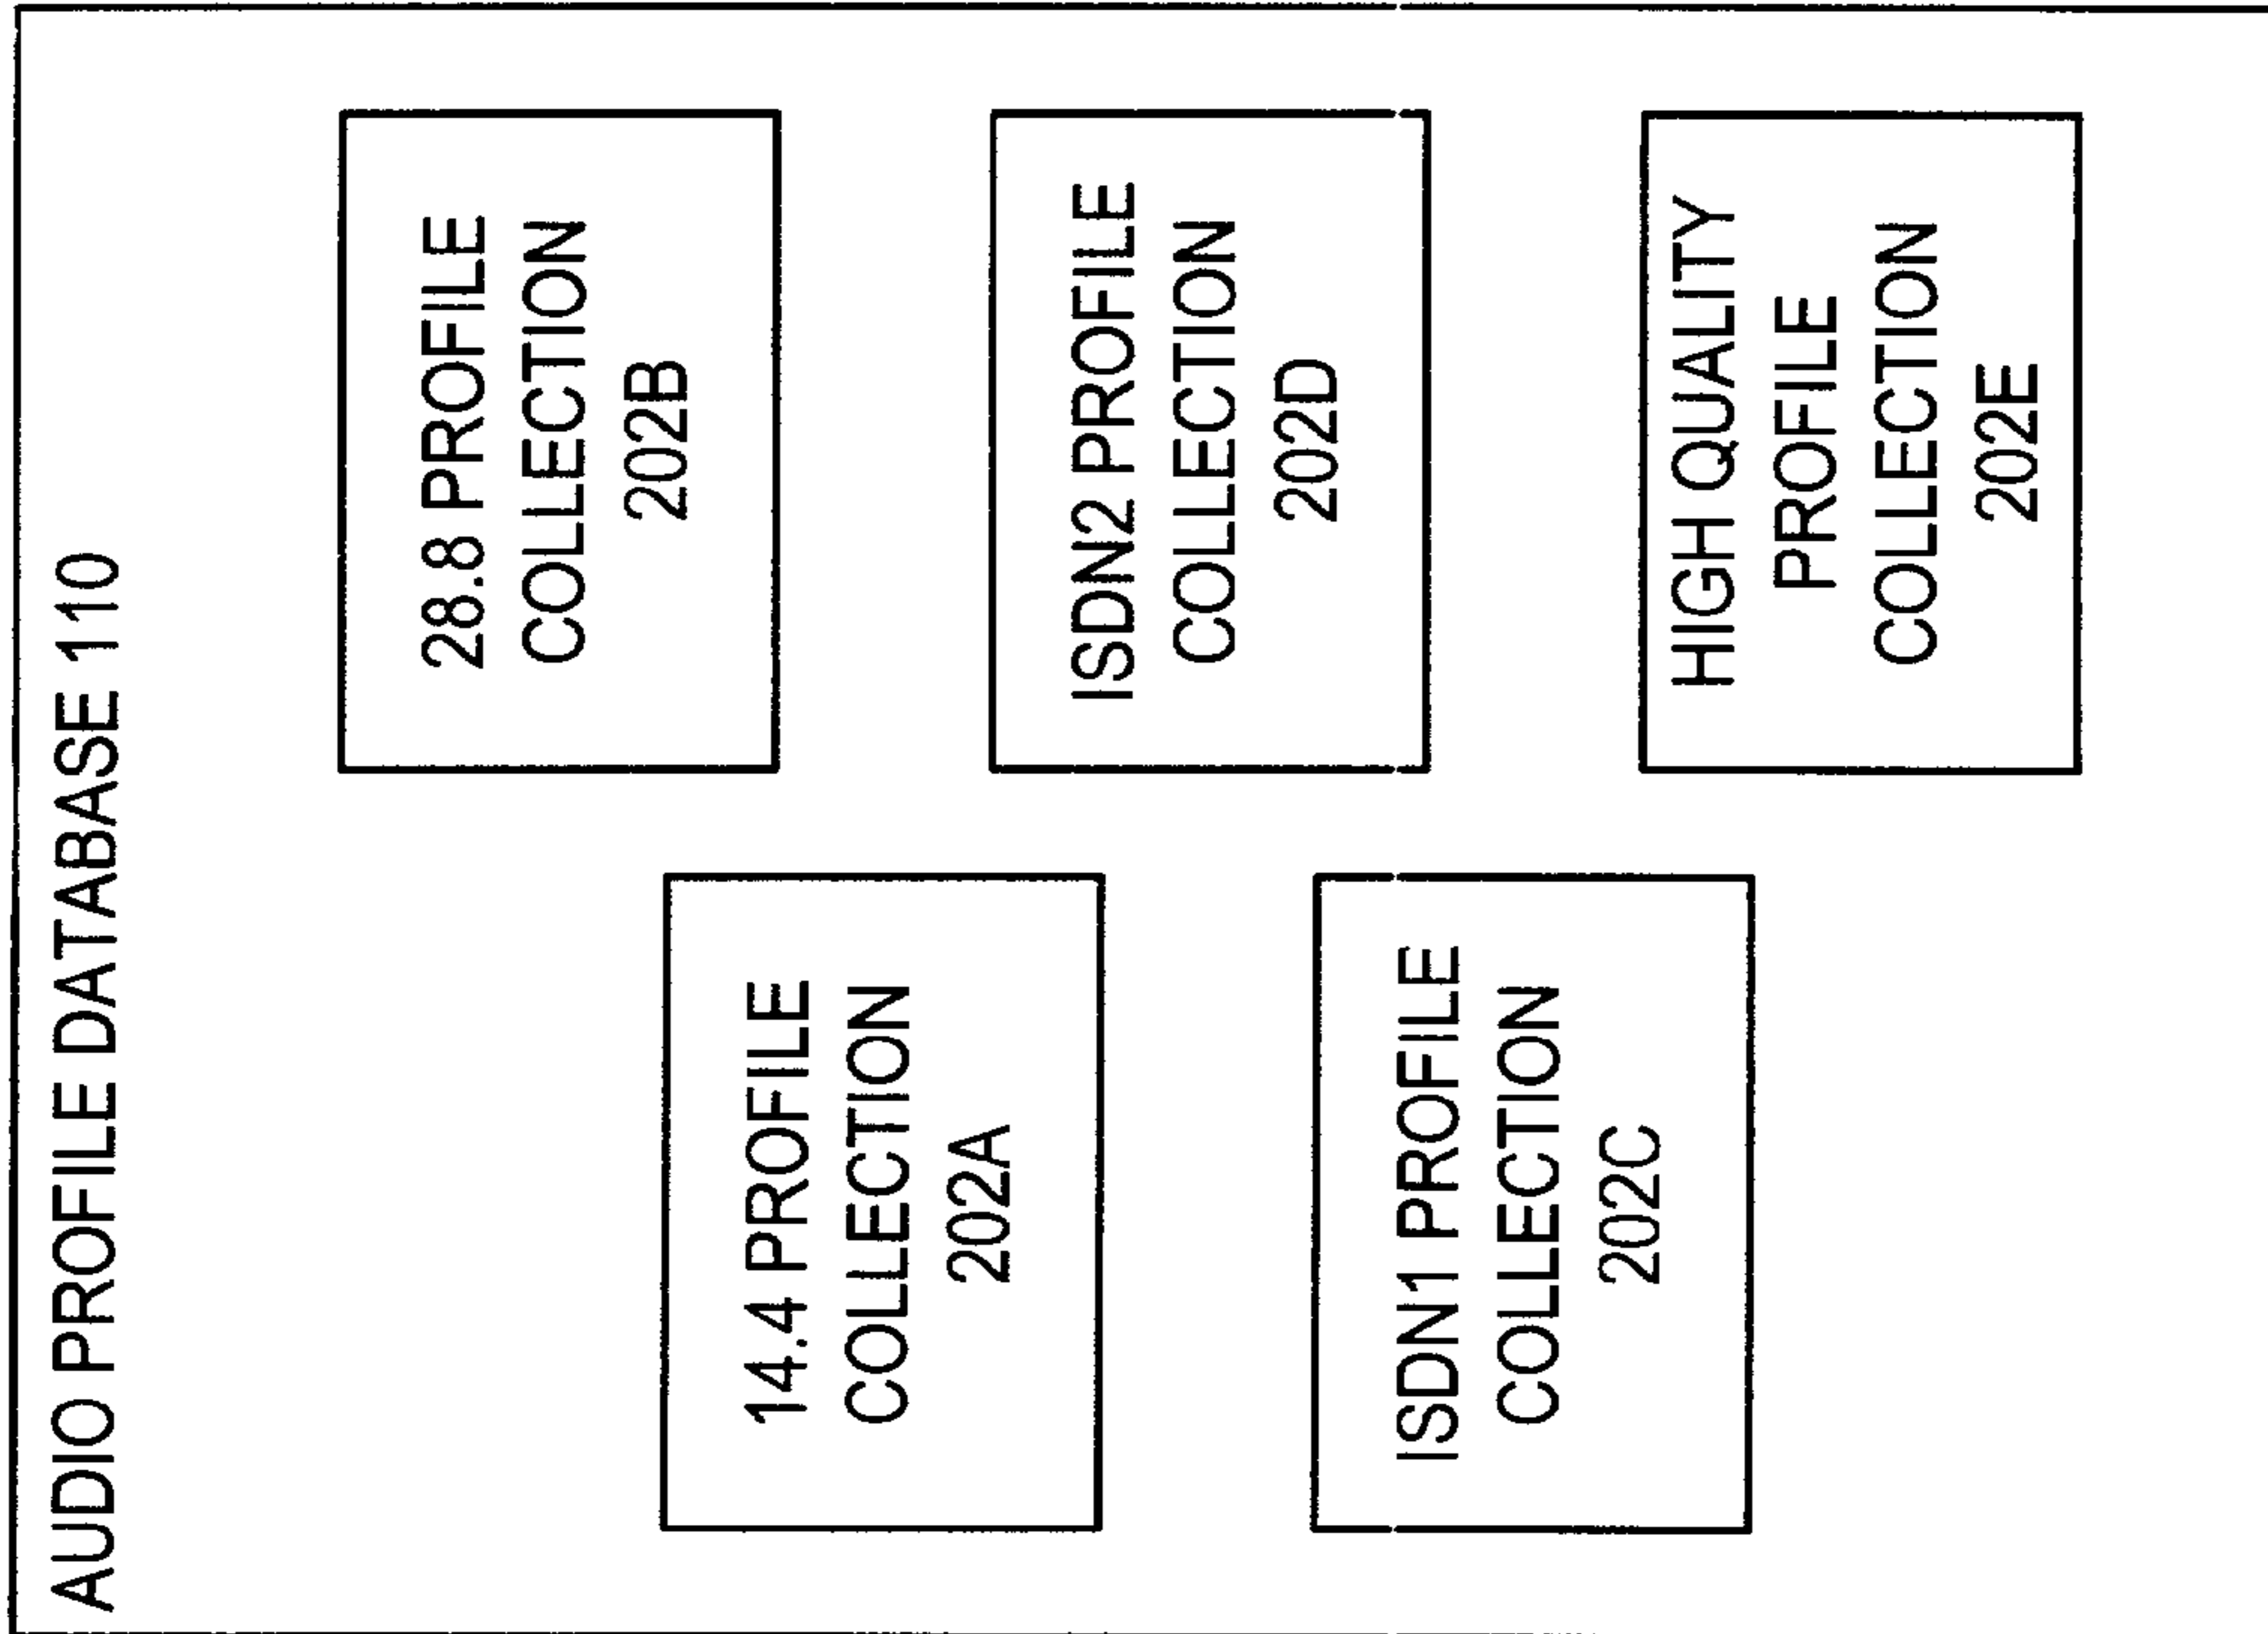 AUDIO PROFILE DATABASE 110
14.4 PROFILE
COLLECTION
202A
28.8 PROFILE
COLLECTION
202B
ISDN1 PROFILE
COLLECTION
202C
ISDN2 PROFILE
COLLECTION
202D
HIGH QUALITY
PROFILE
COLLECTION
202E